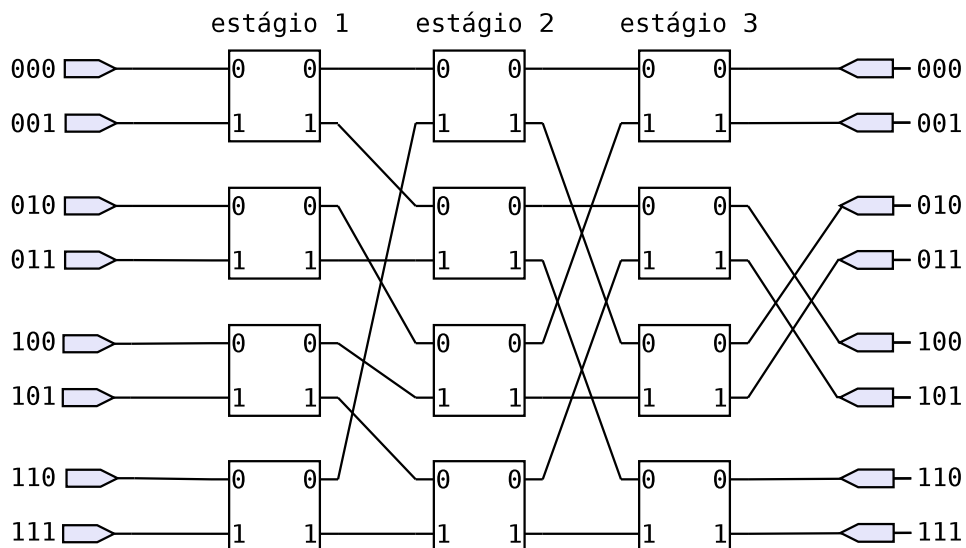 estágio 1 estágio 2 estágio 3
000 0 0 0 0 0 0 000
001 1 1 1 1 1 1 001
010 0 0 0 0 0 0 010
011 1 1 1 1 1 1 011
100 0 0 0 0 0 0 100
101 1 1 1 1 1 1 101
110 0 0 0 0 0 0 110
111 1 1 1 1 1 1 111